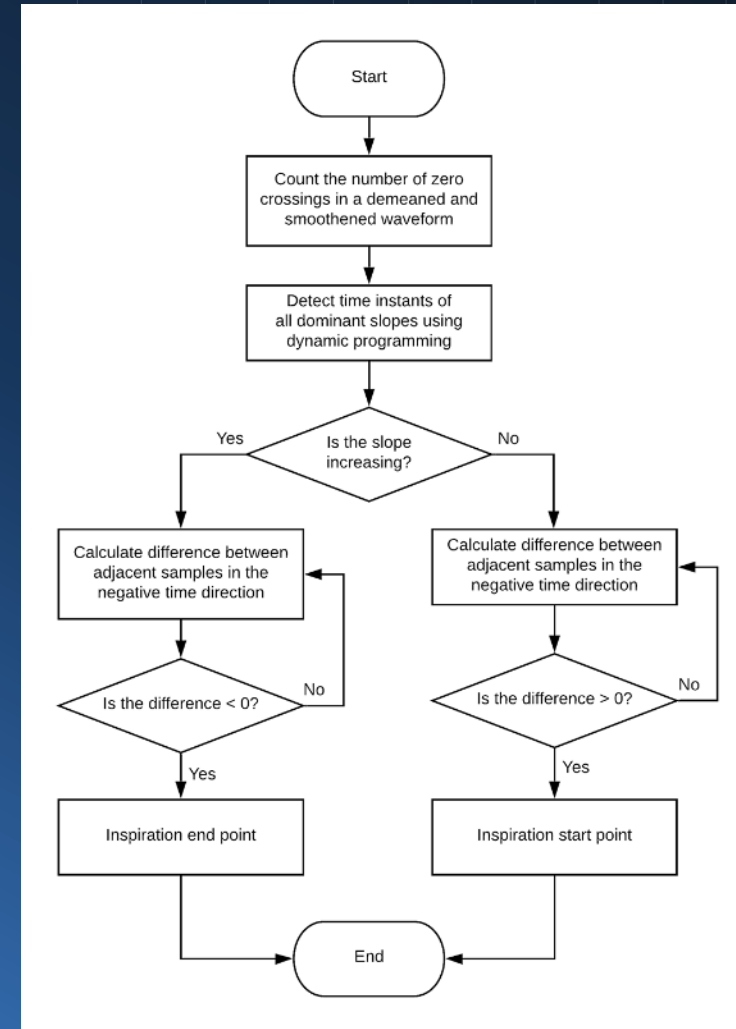 Start
Count the number of zero
crossings in a demeaned and
smoothened waveform
Detect time instants of
all dominant slopes using
dynamic programming
Is the slope
increasing?
Yes
No
Calculate difference between
adjacent samples in the
negative time direction
Is the difference < 0?
No
Yes
Inspiration end point
Calculate difference between
adjacent samples in the
negative time direction
Is the difference > 0?
No
Yes
Inspiration start point
End